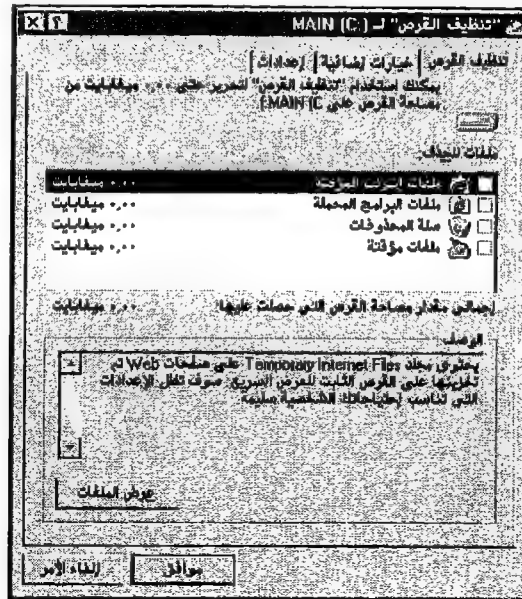 "تنظيف القرص" لـ MAIN (C:)
تنظيف القرص خيارات إضافية إعدادات
يمكنك استخدام "تنظيف القرص" لتحرير حتى ٠,٠٠ ميغابايت من
مساحة القرص على MAIN (C:).
ملفات للحذف:
ملفات إنترنت المؤقتة ٠,٠٠ ميغابايت
ملفات البرامج المحملة ٠,٠٠ ميغابايت
سلة المحذوفات ٠,٠٠ ميغابايت
ملفات مؤقتة ٠,٠٠ ميغابايت
إجمالي مقدار مساحة القرص التي حصلت عليها: ٠,٠٠ ميغابايت
الوصف
يحتوي مجلد Temporary Internet Files على صفحات Web تم
تخزينها على القرص الثابت للعرض السريع. سوف تظل الإعدادات
التي تناسب إحتياجاتك الشخصية سليمة.
عرض الملفات
موافق إلغاء الأمر